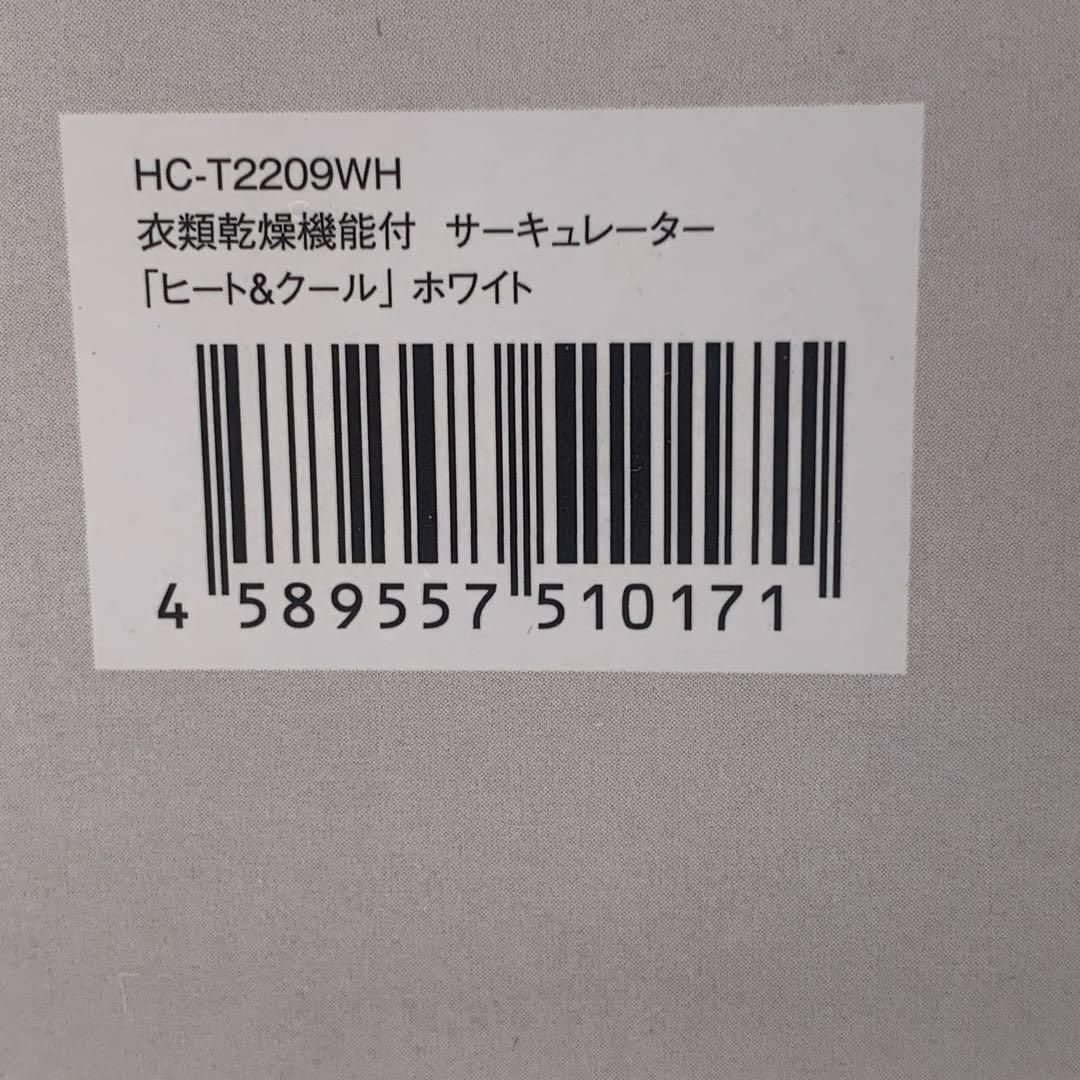 HC-T2209WH
衣類乾燥機能付　サーキュレーター
「ヒート&クール」ホワイト
4 589557 510171